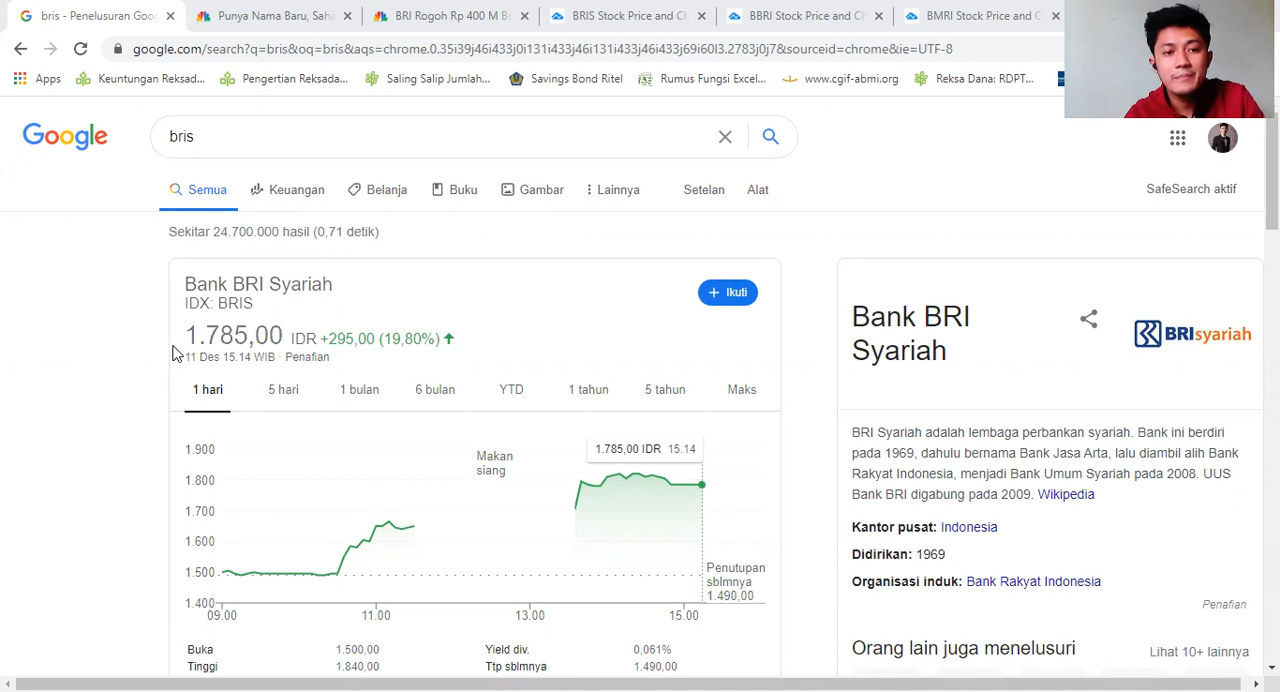 bris - Penelusuran Goo
Punya Nama Baru, Saha
BRI Rogoh Rp 400 M B
BRIS Stock Price and Ch
BBRI Stock Price and Ch
BMRI Stock Price and C
google.com/search?q=bris&oq=bris&aqs=chrome.0.35i39j46i433j0i131i433j46i131i433j46i433j69i60l3.2783j0j7&sourceid=chrome&ie=UTF-8
Apps
Keuntungan Reksad...
Pengertian Reksada...
Saling Salip Jumlah...
Savings Bond Ritel
Rumus Fungsi Excel...
www.cgif-abmi.org
Reksa Dana: RDPT...
Google
bris
Semua
Keuangan
Belanja
Buku
Gambar
Lainnya
Setelan
Alat
SafeSearch aktif
Sekitar 24.700.000 hasil (0,71 detik)
Bank BRI Syariah
IDX: BRIS
+ Ikuti
1.785,00 IDR +295,00 (19,80%)
11 Des 15.14 WIB · Penafian
1 hari
5 hari
1 bulan
6 bulan
YTD
1 tahun
5 tahun
Maks
1.900
1.800
1.700
1.600
1.500
1.400
Makan
siang
1.785,00 IDR 15.14
Penutupan
sblmnya
1.490,00
09.00
11.00
13.00
15.00
Buka 1.500,00
Yield div. 0,061%
Tinggi 1.840,00
Ttp sblmnya 1.490,00
Bank BRI
Syariah
BRIsyariah
BRI Syariah adalah lembaga perbankan syariah. Bank ini berdiri
pada 1969, dahulu bernama Bank Jasa Arta, lalu diambil alih Bank
Rakyat Indonesia, menjadi Bank Umum Syariah pada 2008. UUS
Bank BRI digabung pada 2009. Wikipedia
Kantor pusat: Indonesia
Didirikan: 1969
Organisasi induk: Bank Rakyat Indonesia
Penafian
Orang lain juga menelusuri
Lihat 10+ lainnya